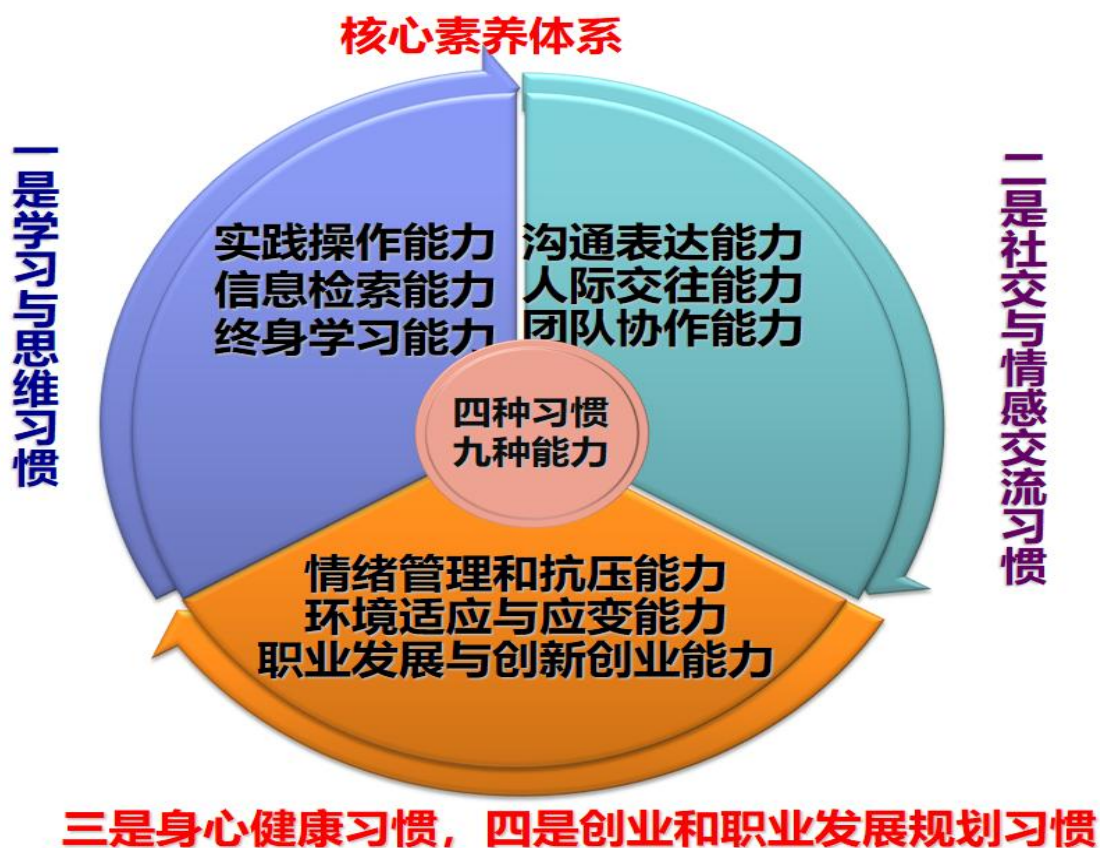 核心素养体系
一是学习与思维习惯
实践操作能力
信息检索能力
终身学习能力
沟通表达能力
人际交往能力
团队协作能力
二是社交与情感交流习惯
四种习惯
九种能力
情绪管理和抗压能力
环境适应与应变能力
职业发展与创新创业能力
三是身心健康习惯，四是创业和职业发展规划习惯